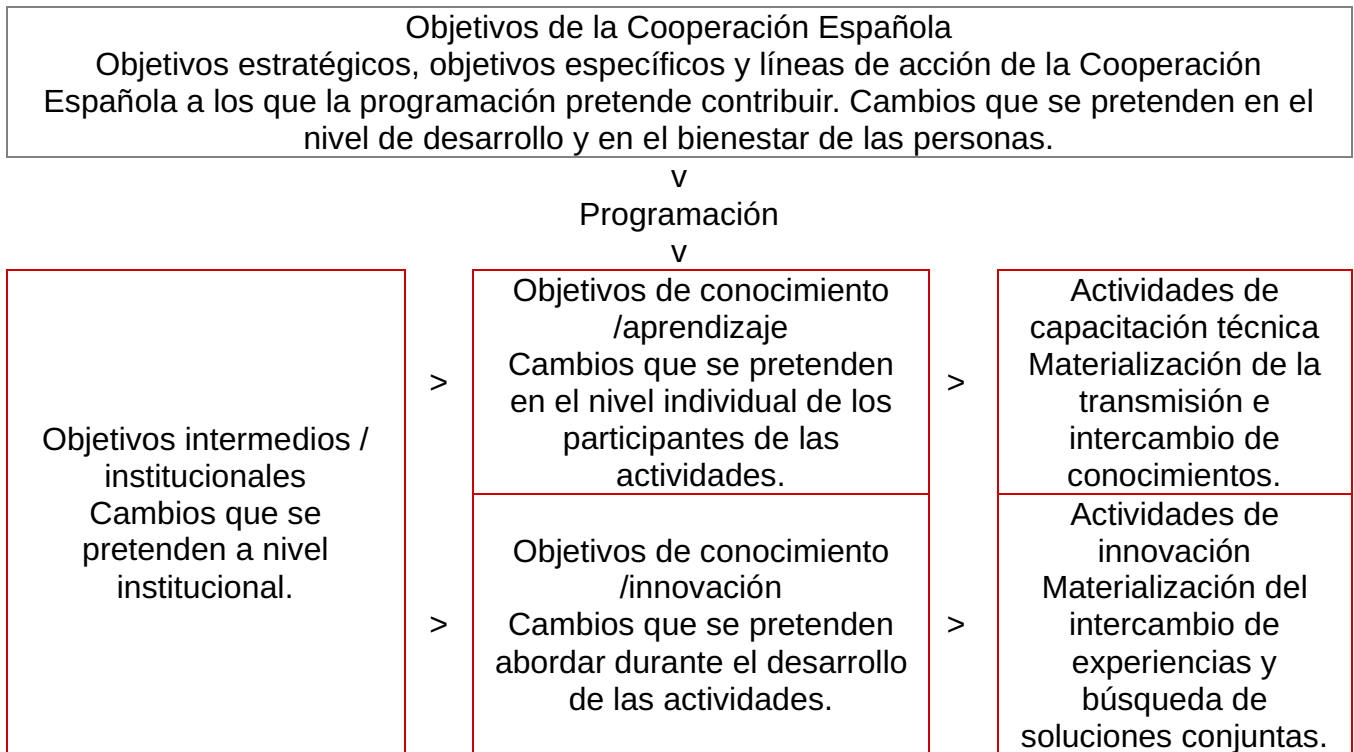 Objetivos de la Cooperación Española
Objetivos estratégicos, objetivos específicos y líneas de acción de la Cooperación
Española a los que la programación pretende contribuir. Cambios que se pretenden en el
nivel de desarrollo y en el bienestar de las personas.
v
Programación
v
Objetivos intermedios /
institucionales
Cambios que se
pretenden a nivel
institucional.
>
Objetivos de conocimiento
/aprendizaje
Cambios que se pretenden
en el nivel individual de los
participantes de las
actividades.
>
Actividades de
capacitación técnica
Materialización de la
transmisión e
intercambio de
conocimientos.
>
Objetivos de conocimiento
/innovación
Cambios que se pretenden
abordar durante el desarrollo
de las actividades.
>
Actividades de
innovación
Materialización del
intercambio de
experiencias y
búsqueda de
soluciones conjuntas.